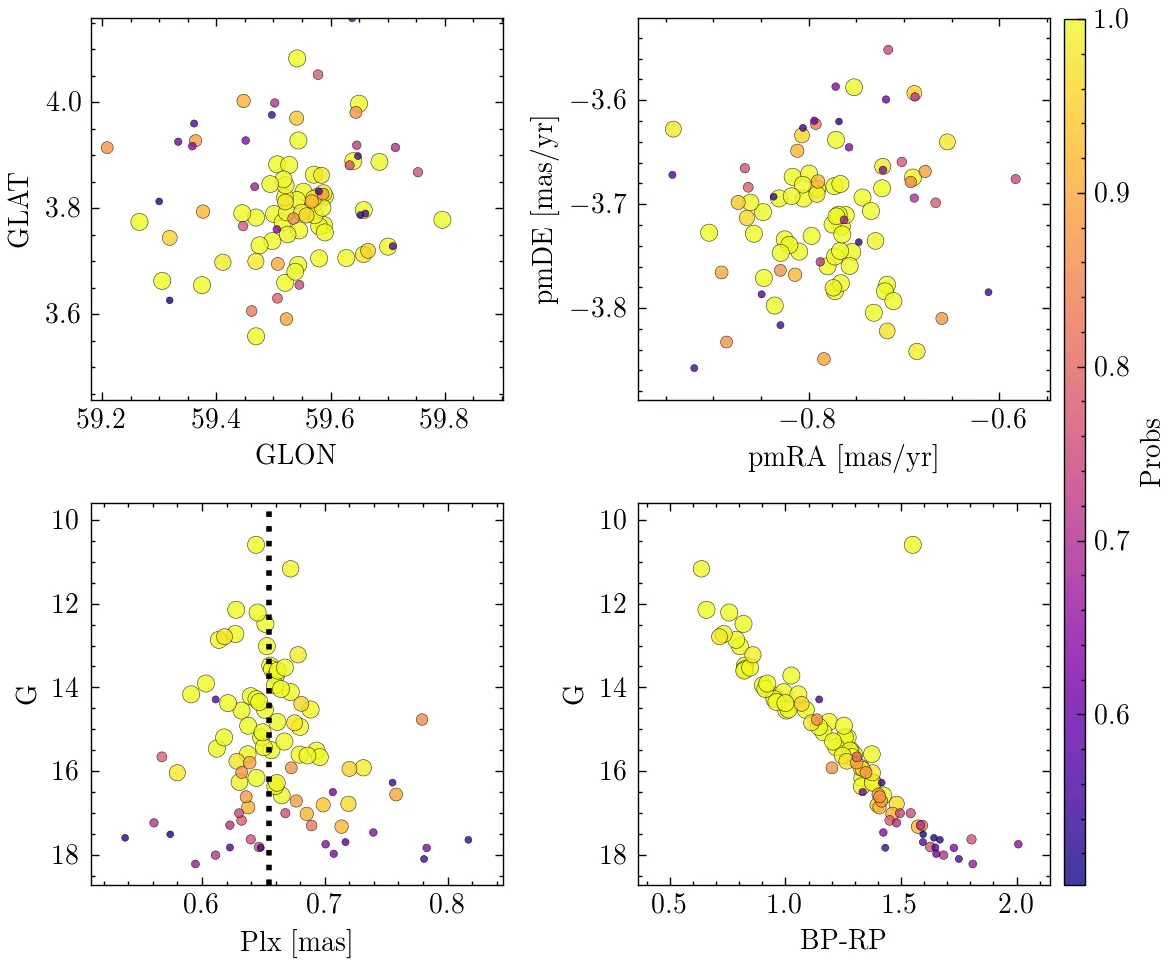 4.0
3.8
3.6
GLAT
59.2 59.4 59.6 59.8
GLON
−3.6
−3.7
−3.8
pmDE [mas/yr]
−0.8 −0.6
pmRA [mas/yr]
1.0
0.9
0.8
0.7
0.6
Probs
10
12
14
16
18
G
0.6 0.7 0.8
Plx [mas]
10
12
14
16
18
G
0.5 1.0 1.5 2.0
BP-RP